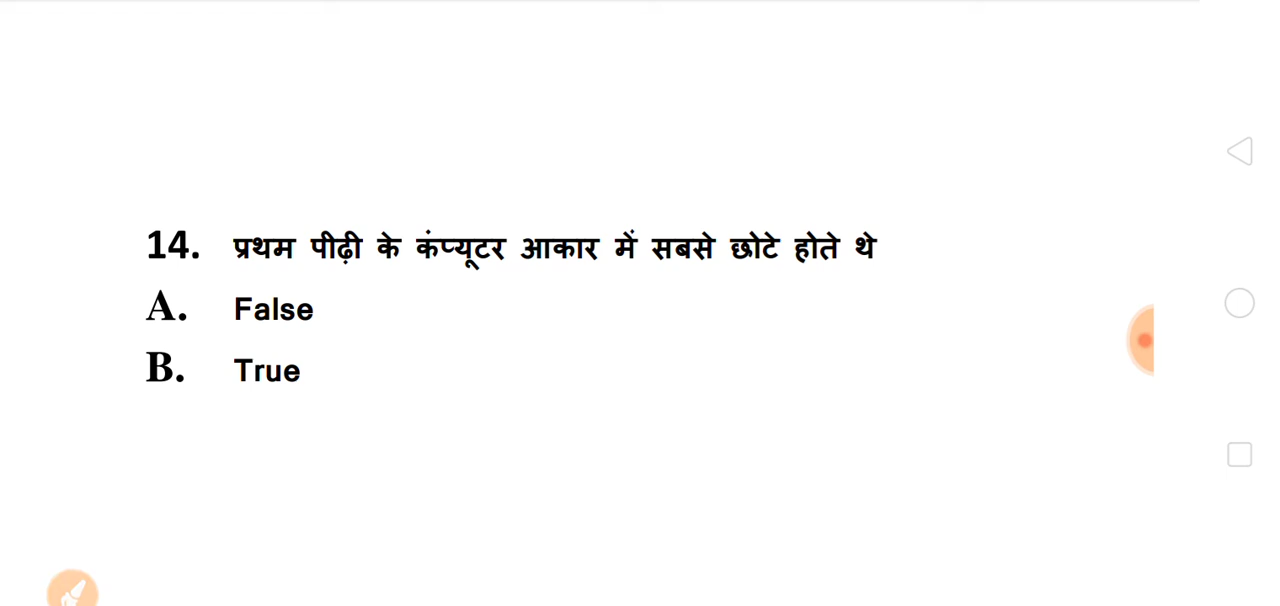 14. प्रथम पीढ़ी के कंप्यूटर आकार में सबसे छोटे होते थे
A. False
B. True